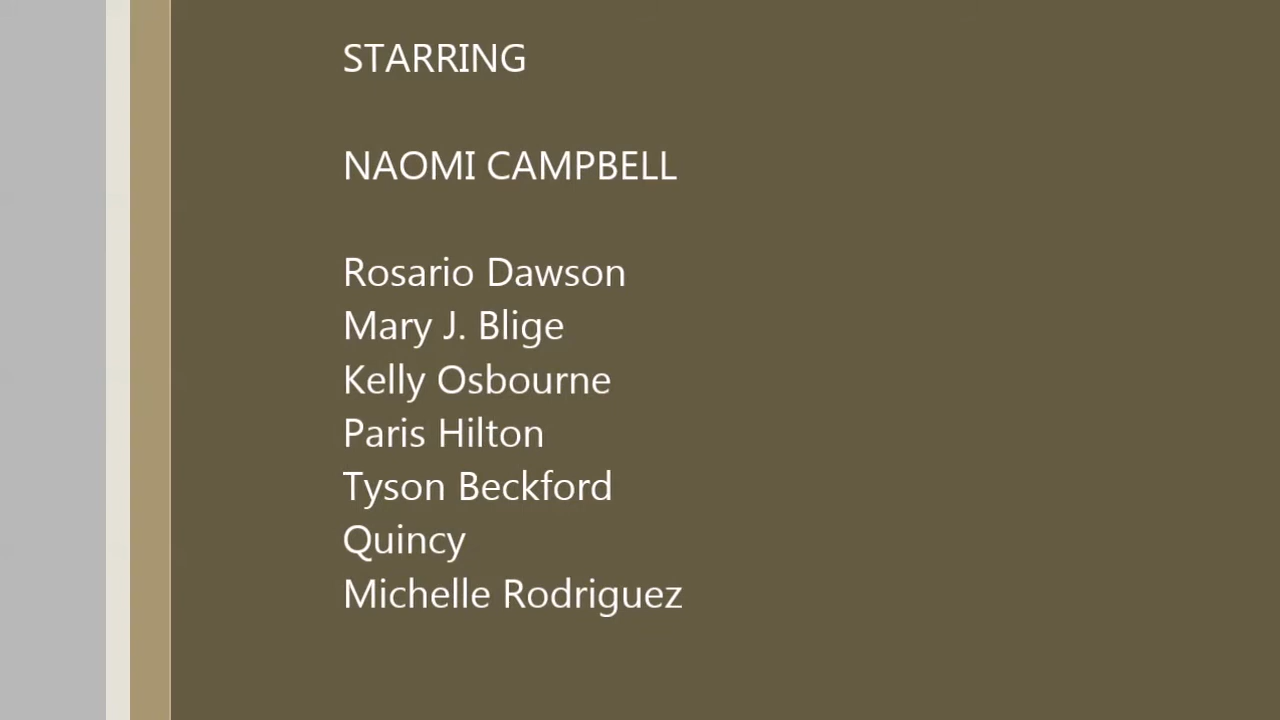 STARRING
NAOMI CAMPBELL
Rosario Dawson
Mary J. Blige
Kelly Osbourne
Paris Hilton
Tyson Beckford
Quincy
Michelle Rodriguez